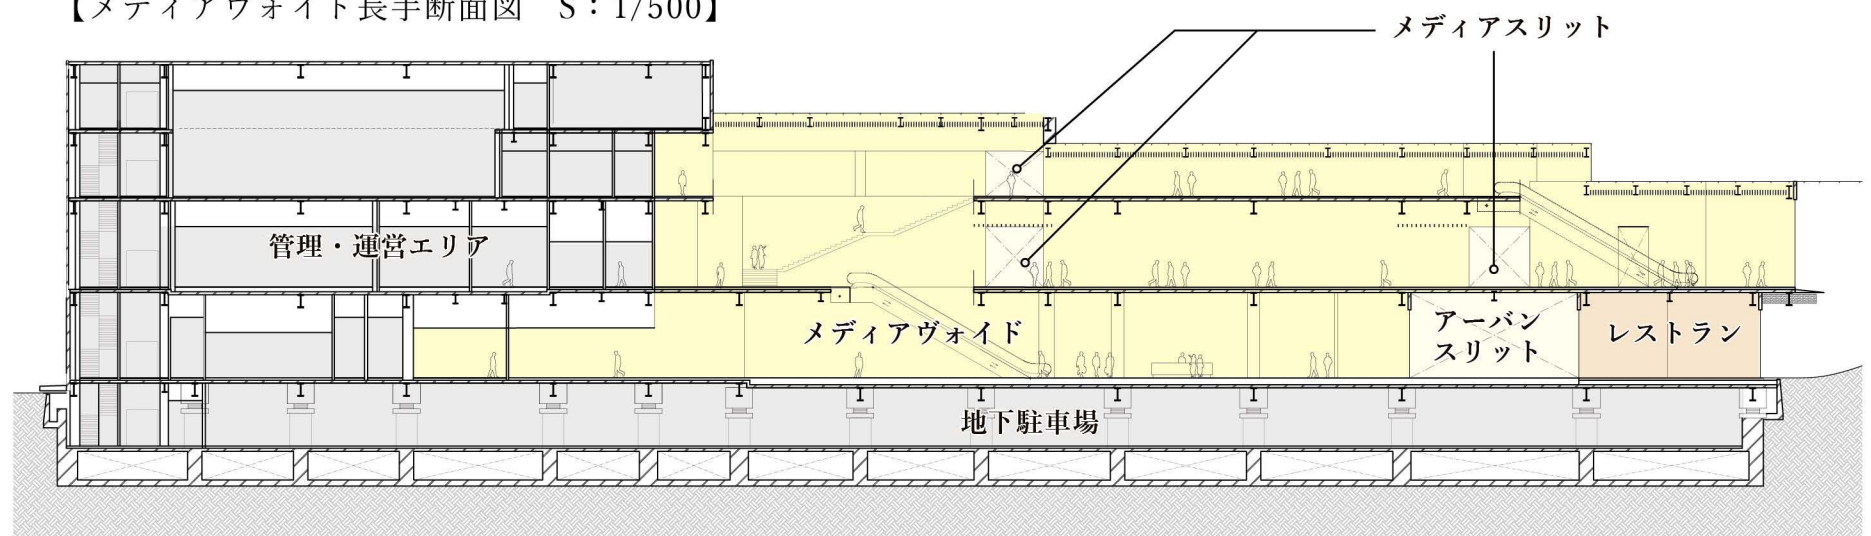 【メディアヴォイド長手断面図　S：1/500】
メディアスリット
管理・運営エリア
メディアヴォイド
アーバン
スリット
レストラン
地下駐車場